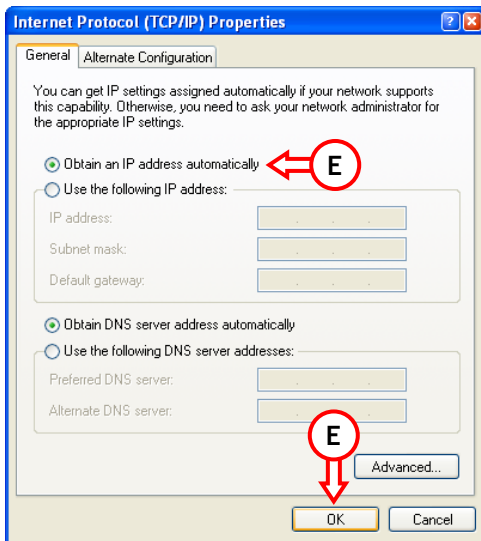 Internet Protocol (TCP/IP) Properties
General
Alternate Configuration
You can get IP settings assigned automatically if your network supports
this capability. Otherwise, you need to ask your network administrator for
the appropriate IP settings.
Obtain an IP address automatically
E
Use the following IP address:
IP address:
Subnet mask:
Default gateway:
Obtain DNS server address automatically
Use the following DNS server addresses:
Preferred DNS server:
Alternate DNS server:
E
Advanced...
OK
Cancel